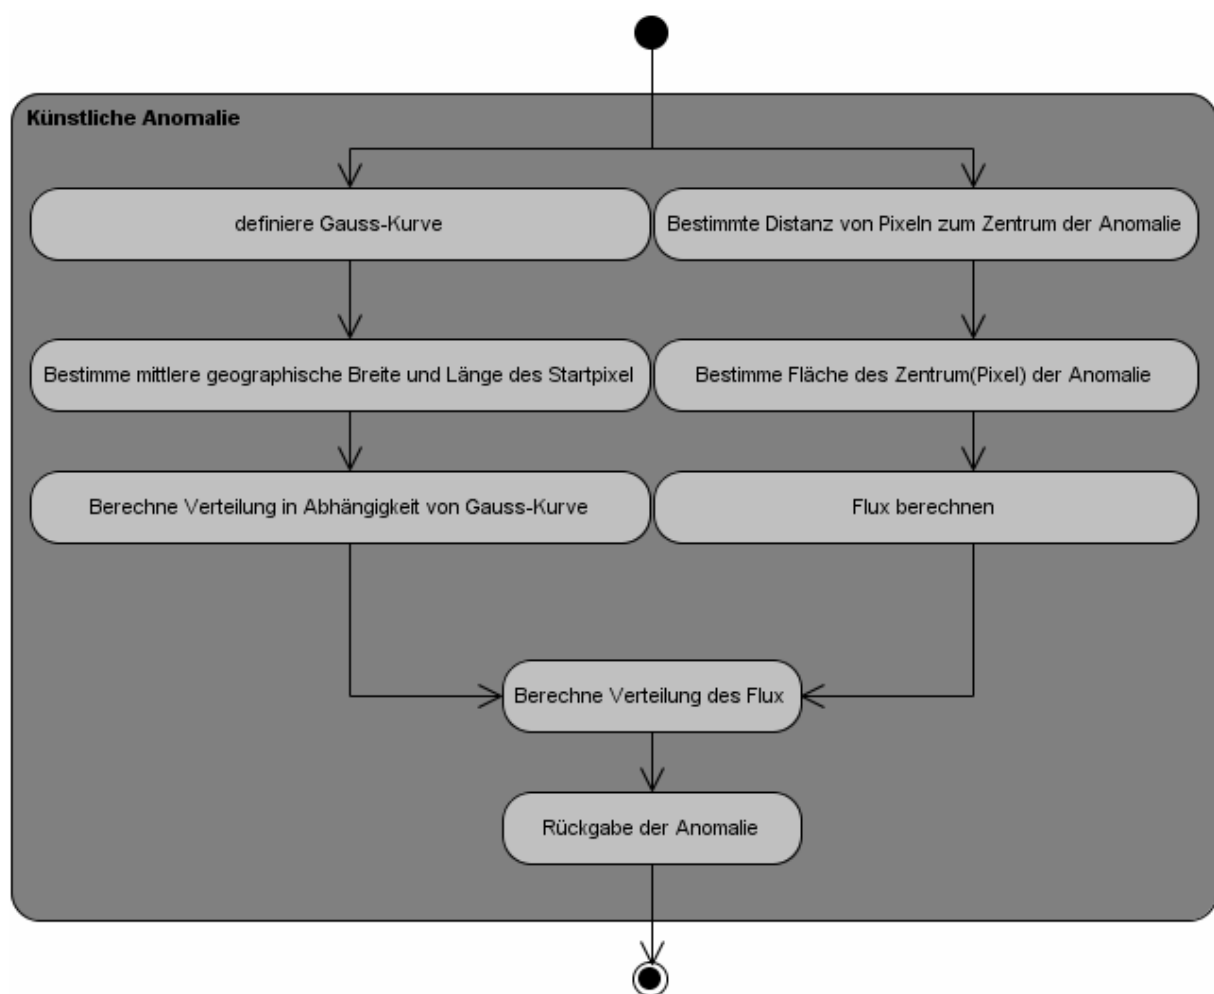 Künstliche Anomalie
definiere Gauss-Kurve
Bestimmte Distanz von Pixeln zum Zentrum der Anomalie
Bestimme mittlere geographische Breite und Länge des Startpixel
Bestimme Fläche des Zentrum(Pixel) der Anomalie
Berechne Verteilung in Abhängigkeit von Gauss-Kurve
Flux berechnen
Berechne Verteilung des Flux
Rückgabe der Anomalie